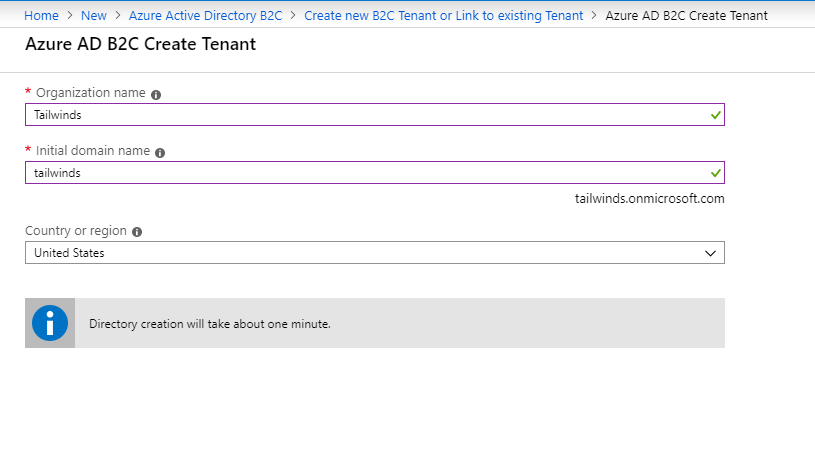 Home > New > Azure Active Directory B2C > Create new B2C Tenant or Link to existing Tenant > Azure AD B2C Create Tenant
Azure AD B2C Create Tenant
* Organization name
Tailwinds
* Initial domain name
tailwinds
tailwinds.onmicrosoft.com
Country or region
United States
Directory creation will take about one minute.